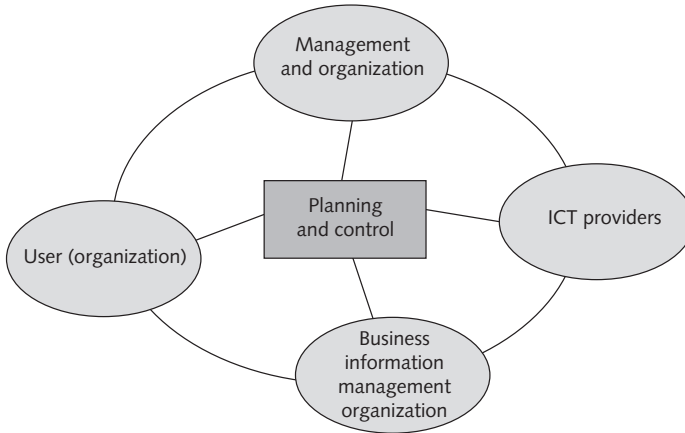 Management
and organization
Planning
and control
ICT providers
User (organization)
Business
information
management
organization